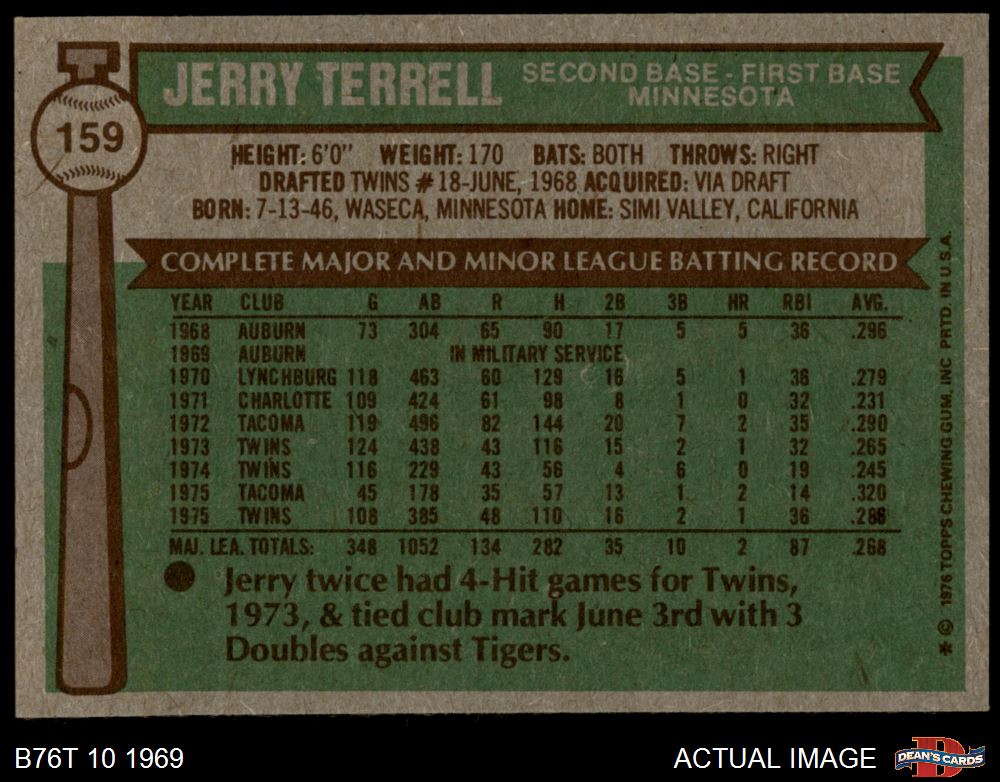 159
JERRY TERRELL
SECOND BASE - FIRST BASE
MINNESOTA
HEIGHT: 6'0" WEIGHT: 170 BATS: BOTH THROWS: RIGHT
DRAFTED TWINS #18-JUNE, 1968 ACQUIRED: VIA DRAFT
BORN: 7-13-46, WASECA, MINNESOTA HOME: SIMI VALLEY, CALIFORNIA
COMPLETE MAJOR AND MINOR LEAGUE BATTING RECORD
YEAR CLUB G AB R H 2B 3B HR RBI AVG.
1968 AUBURN 73 304 65 90 17 5 5 36 .296
1969 AUBURN IN MILITARY SERVICE
1970 LYNCHBURG 118 463 60 129 16 5 1 36 .279
1971 CHARLOTTE 109 424 61 98 8 1 0 32 .231
1972 TACOMA 119 496 82 144 20 7 2 35 .290
1973 TWINS 124 438 43 116 15 2 1 32 .265
1974 TWINS 116 229 43 56 4 6 0 19 .245
1975 TACOMA 45 178 35 57 13 1 2 14 .320
1975 TWINS 108 385 48 110 16 2 1 36 .286
MAJ. LEA. TOTALS: 348 1052 134 282 35 10 2 87 .268
Jerry twice had 4-Hit games for Twins,
1973, & tied club mark June 3rd with 3
Doubles against Tigers.
* © 1976 TOPPS CHEWING GUM, INC PRTD. IN U.S.A.
B76T 10 1969
ACTUAL IMAGE
D
DEAN'S CARDS